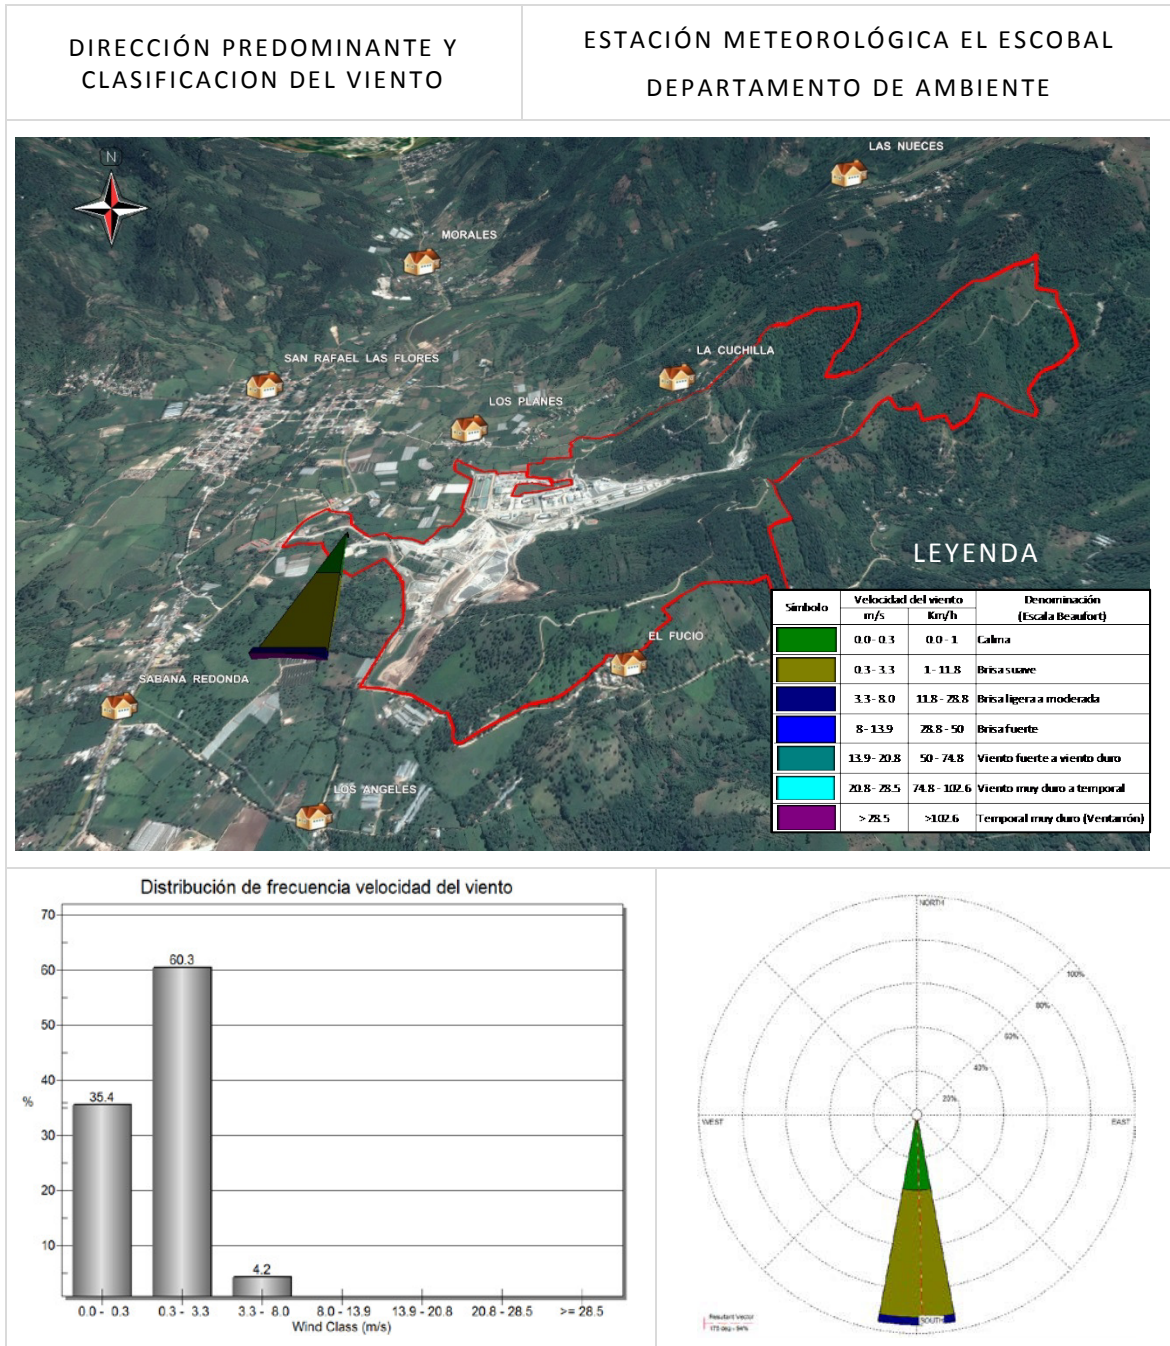 DIRECCIÓN PREDOMINANTE Y
CLASIFICACION DEL VIENTO
ESTACIÓN METEOROLÓGICA EL ESCOBAL
DEPARTAMENTO DE AMBIENTE
N
LAS NUECES
MORALES
SAN RAFAEL LAS FLORES
LA CUCHILLA
LOS PLANES
EL FUCIO
SABANA REDONDA
LOS ANGELES
LEYENDA
Símbolo Velocidad del viento Denominación
m/s Km/h (Escala Beaufort)
0.0 - 0.3 0.0 - 1 Calma
0.3 - 3.3 1 - 11.8 Brisa suave
3.3 - 8.0 11.8 - 28.8 Brisa ligera a moderada
8 - 13.9 28.8 - 50 Brisa fuerte
13.9 - 20.8 50 - 74.8 Viento fuerte a viento duro
20.8 - 28.5 74.8 - 102.6 Viento muy duro a temporal
> 28.5 >102.6 Temporal muy duro (Ventarrón)
Distribución de frecuencia velocidad del viento
70
60
50
40
%
30
20
10
35.4
60.3
4.2
0.0 - 0.3 0.3 - 3.3 3.3 - 8.0 8.0 - 13.9 13.9 - 20.8 20.8 - 28.5 >= 28.5
Wind Class (m/s)
NORTH
100%
80%
60%
40%
20%
WEST
EAST
SOUTH
Resultant Vector